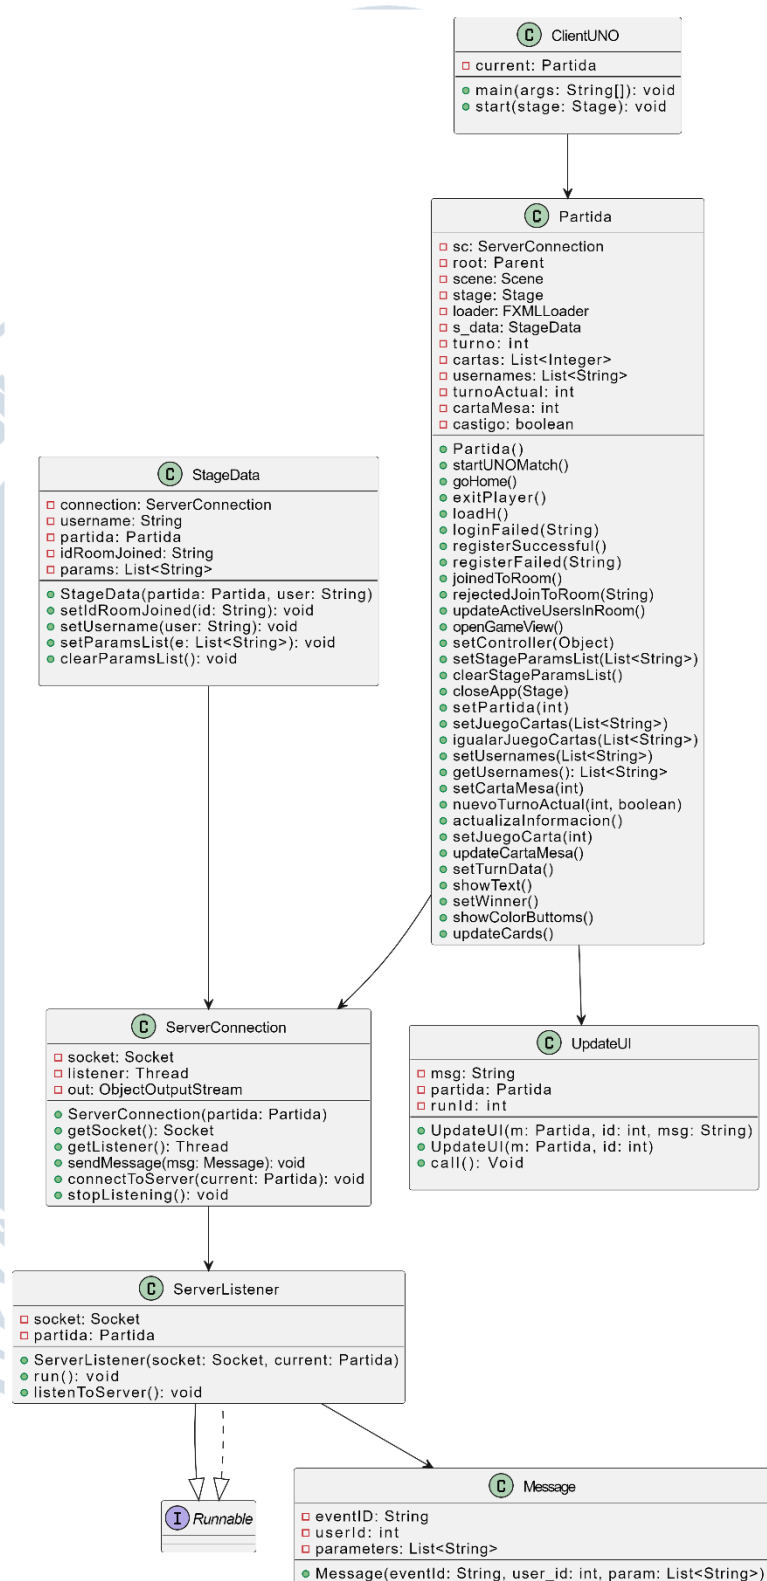 C ClientUNO
current: Partida
main(args: String[]): void
start(stage: Stage): void
C Partida
sc: ServerConnection
root: Parent
scene: Scene
stage: Stage
loader: FXMLLoader
s_data: StageData
turno: int
cartas: List<Integer>
usernames: List<String>
turnoActual: int
cartaMesa: int
castigo: boolean
Partida()
startUNOMatch()
goHome()
exitPlayer()
loadH()
loginFailed(String)
registerSuccessful()
registerFailed(String)
joinedToRoom()
rejectedJoinToRoom(String)
updateActiveUsersInRoom()
openGameView()
setController(Object)
setStageParamsList(List<String>)
clearStageParamsList()
closeApp(Stage)
setPartida(int)
setJuegoCartas(List<String>)
igualarJuegoCartas(List<String>)
setUsernames(List<String>)
getUsernames(): List<String>
setCartaMesa(int)
nuevoTurnoActual(int, boolean)
actualizaInformacion()
setJuegoCarta(int)
updateCartaMesa()
setTurnData()
showText()
setWinner()
showColorButtoms()
updateCards()
C StageData
connection: ServerConnection
username: String
partida: Partida
idRoomJoined: String
params: List<String>
StageData(partida: Partida, user: String)
setIdRoomJoined(id: String): void
setUsername(user: String): void
setParamsList(e: List<String>): void
clearParamsList(): void
C ServerConnection
socket: Socket
listener: Thread
out: ObjectOutputStream
ServerConnection(partida: Partida)
getSocket(): Socket
getListener(): Thread
sendMessage(msg: Message): void
connectToServer(current: Partida): void
stopListening(): void
C UpdateUI
msg: String
partida: Partida
runId: int
UpdateUI(m: Partida, id: int, msg: String)
UpdateUI(m: Partida, id: int)
call(): Void
C ServerListener
socket: Socket
partida: Partida
ServerListener(socket: Socket, current: Partida)
run(): void
listenToServer(): void
I Runnable
C Message
eventID: String
userId: int
parameters: List<String>
Message(eventId: String, user_id: int, param: List<String>)